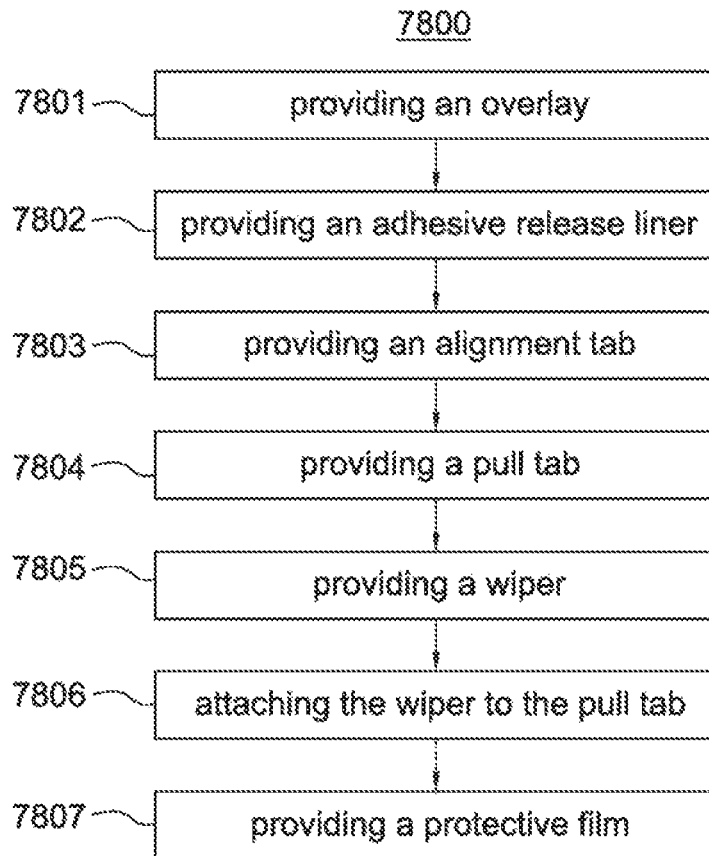 7800
7801 providing an overlay
7802 providing an adhesive release liner
7803 providing an alignment tab
7804 providing a pull tab
7805 providing a wiper
7806 attaching the wiper to the pull tab
7807 providing a protective film